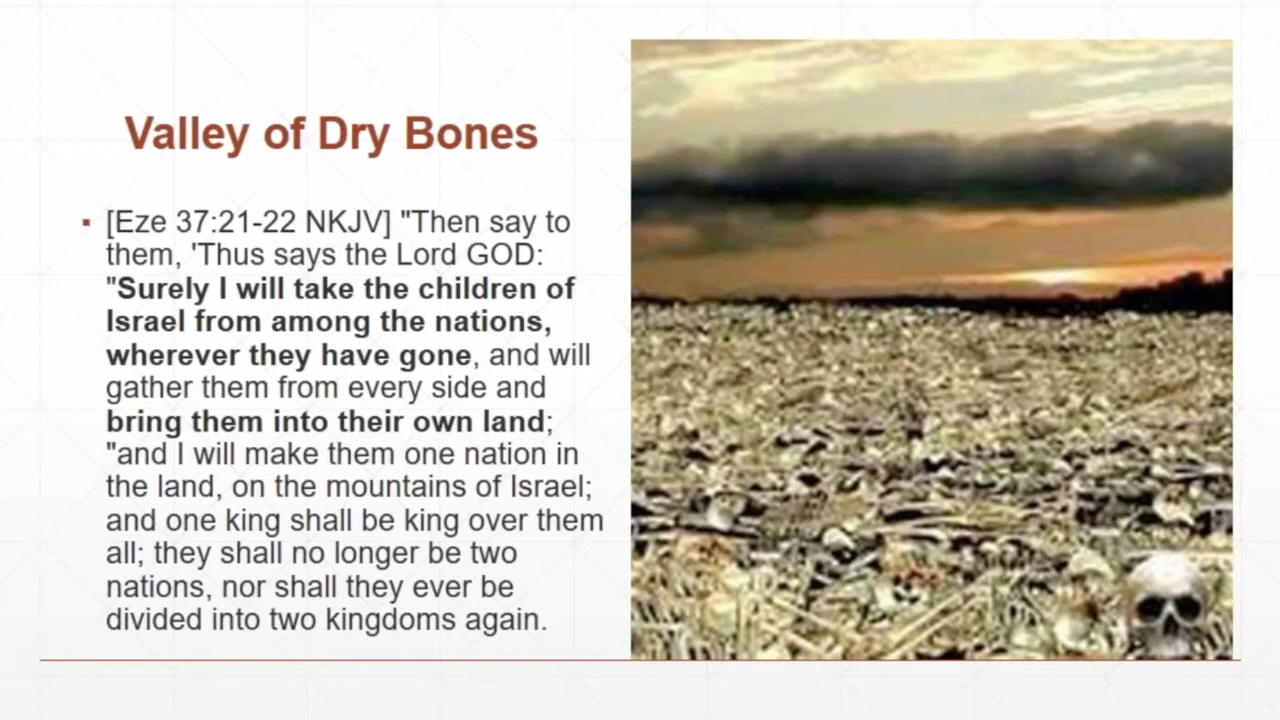 Valley of Dry Bones
▪ [Eze 37:21-22 NKJV] "Then say to
them, 'Thus says the Lord GOD:
"Surely I will take the children of
Israel from among the nations,
wherever they have gone, and will
gather them from every side and
bring them into their own land;
"and I will make them one nation in
the land, on the mountains of Israel;
and one king shall be king over them
all; they shall no longer be two
nations, nor shall they ever be
divided into two kingdoms again.